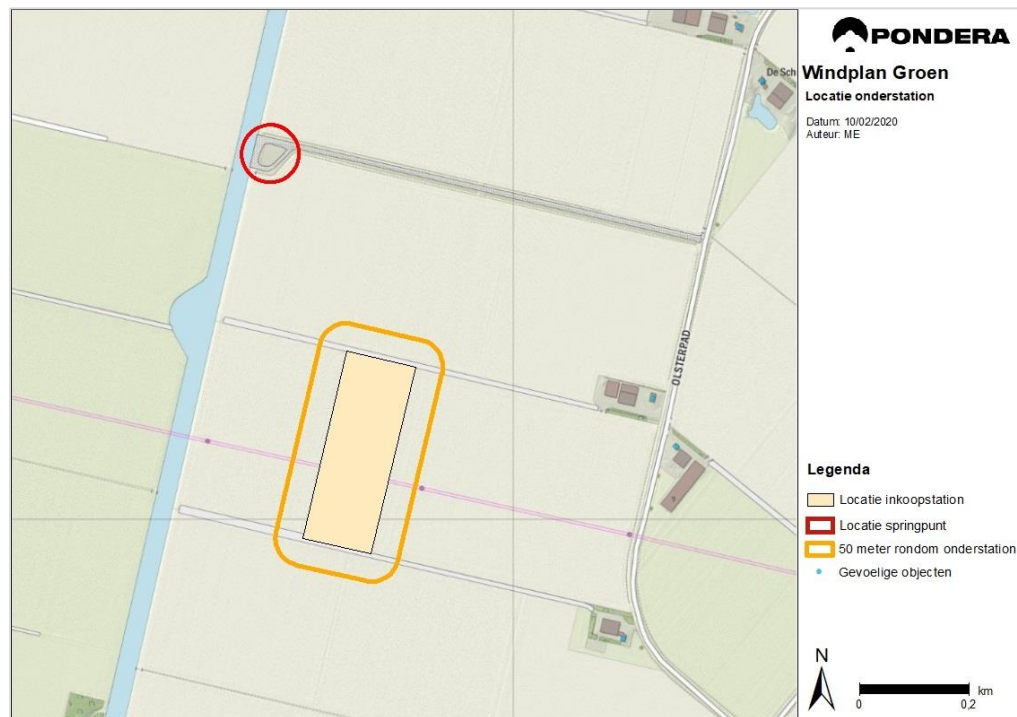 PONDERA
Windplan Groen
Locatie onderstation
Datum: 10/02/2020
Auteur: ME
De Sch
OLSTERPAD
Legenda
Locatie inkoopstation
Locatie springpunt
50 meter rondom onderstation
Gevoelige objecten
N
km
0
0,2